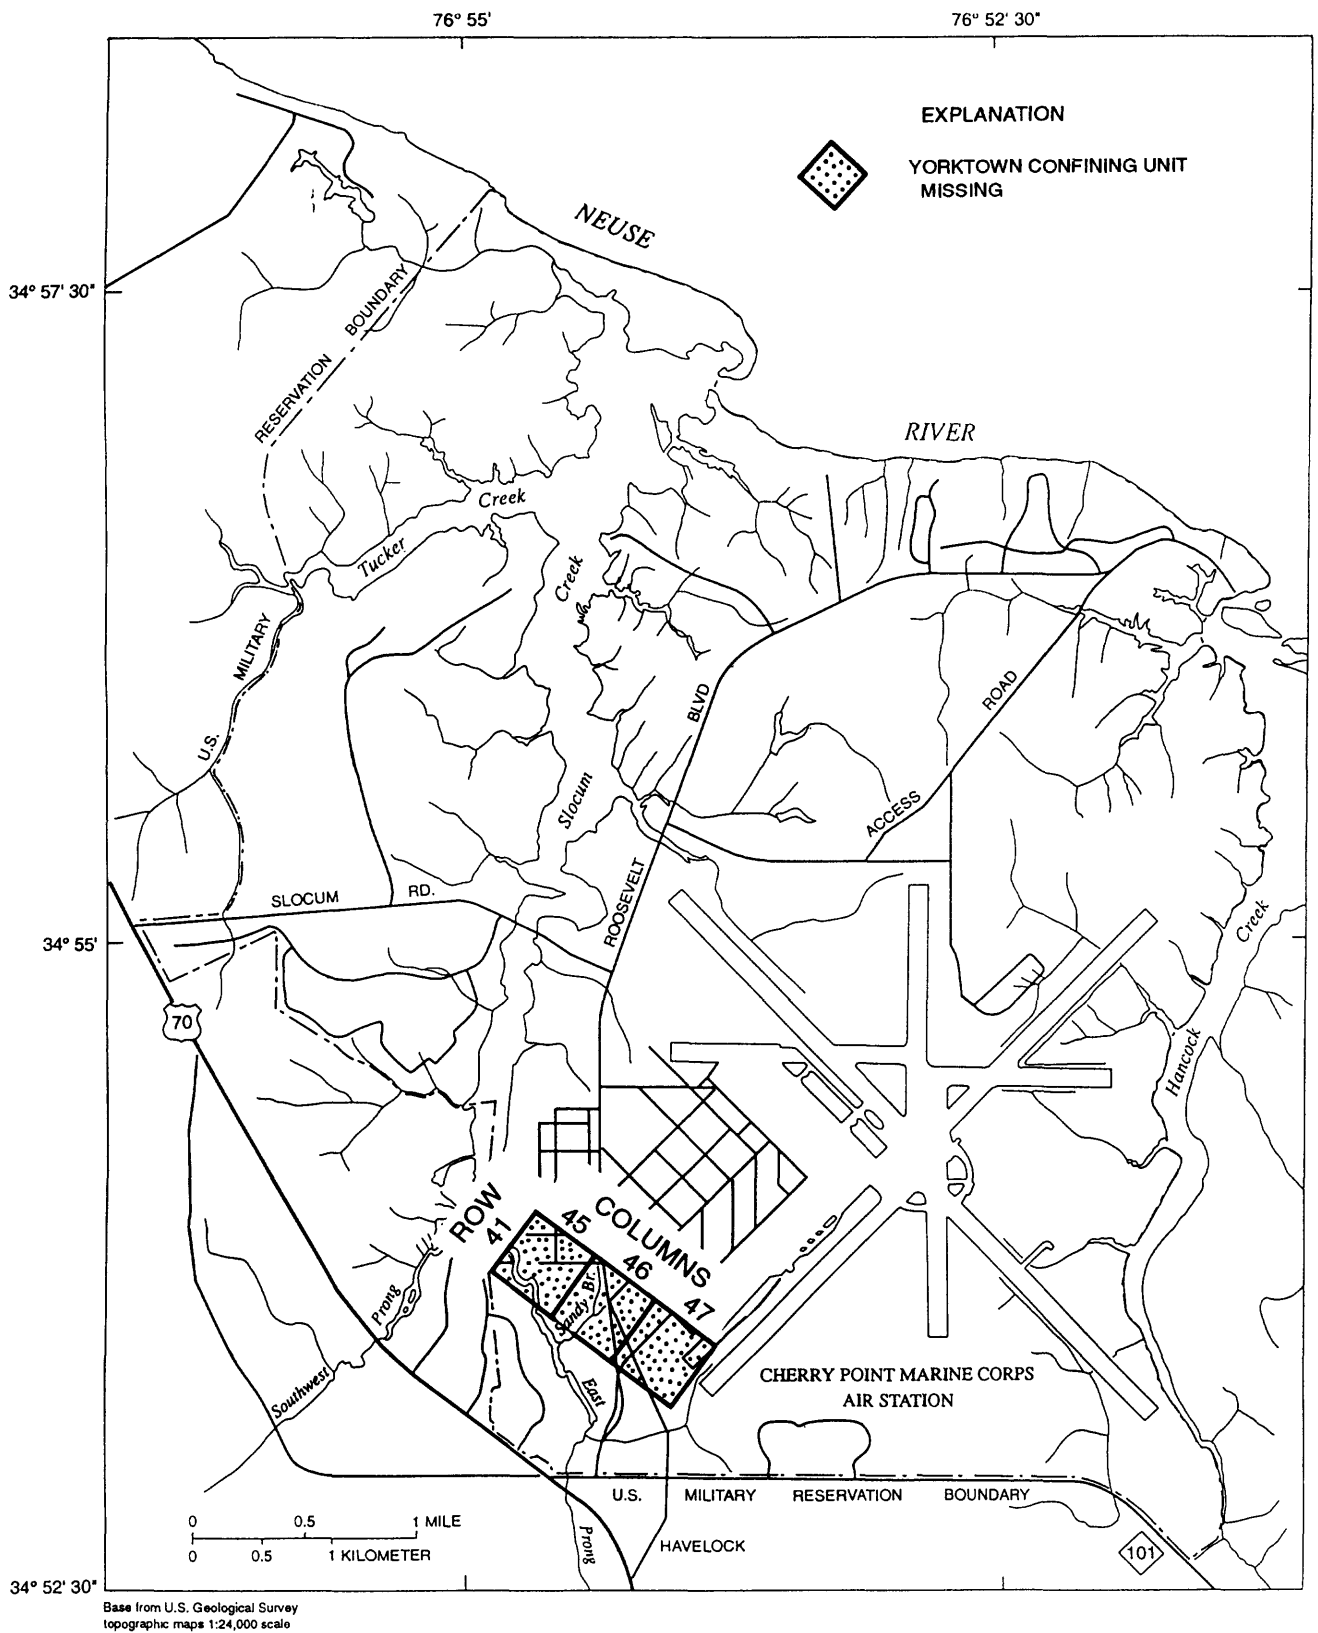 76° 55'
76° 52' 30"
EXPLANATION
YORKTOWN CONFINING UNIT
MISSING
NEUSE
34° 57' 30"
RESERVATION BOUNDARY
RIVER
Creek
Tucker
Creek
MILITARY
U.S.
BLVD
ROAD
Slocum
ACCESS
SLOCUM RD.
ROOSEVELT
Creek
34° 55'
70
Hancock
ROW
41
COLUMNS
45
46
47
Sandy Br.
Prong
Southwest
East
CHERRY POINT MARINE CORPS
AIR STATION
U.S. MILITARY RESERVATION BOUNDARY
0 0.5 1 MILE
0 0.5 1 KILOMETER
Prong
HAVELOCK
101
34° 52' 30"
Base from U.S. Geological Survey
topographic maps 1:24,000 scale